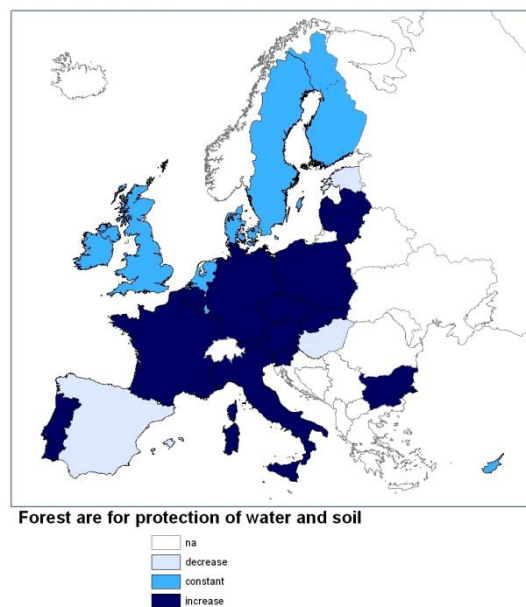 Forest are for protection of water and soil
na
decrease
constant
increase